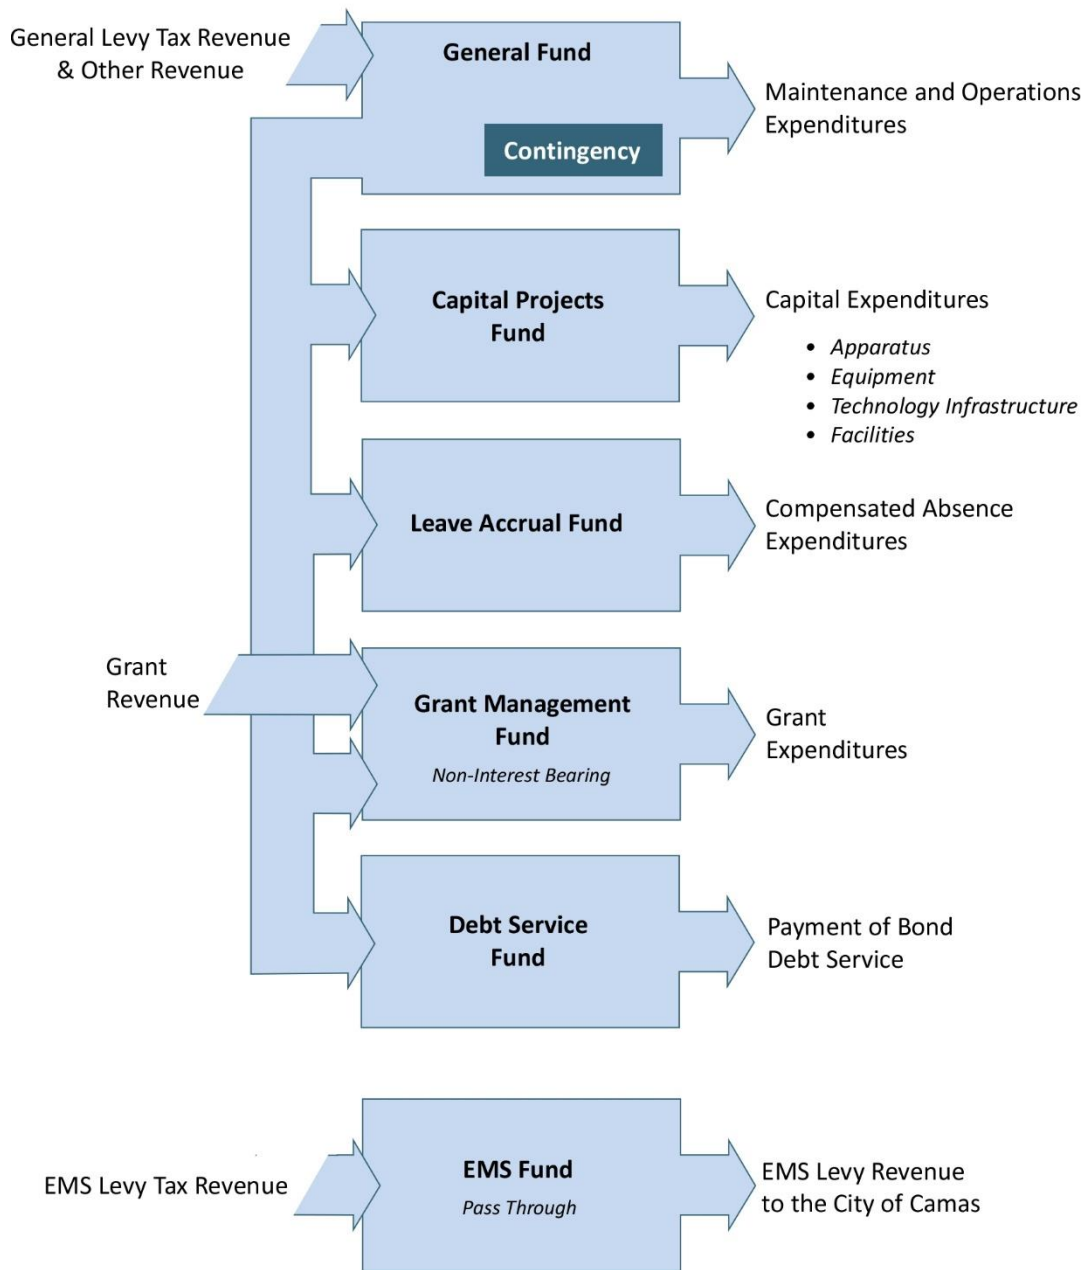 General Levy Tax Revenue
& Other Revenue
General Fund
Contingency
Maintenance and Operations
Expenditures
Capital Projects
Fund
Capital Expenditures
• Apparatus
• Equipment
• Technology Infrastructure
• Facilities
Leave Accrual Fund
Compensated Absence
Expenditures
Grant
Revenue
Grant Management
Fund
Non-Interest Bearing
Grant
Expenditures
Debt Service
Fund
Payment of Bond
Debt Service
EMS Levy Tax Revenue
EMS Fund
Pass Through
EMS Levy Revenue
to the City of Camas